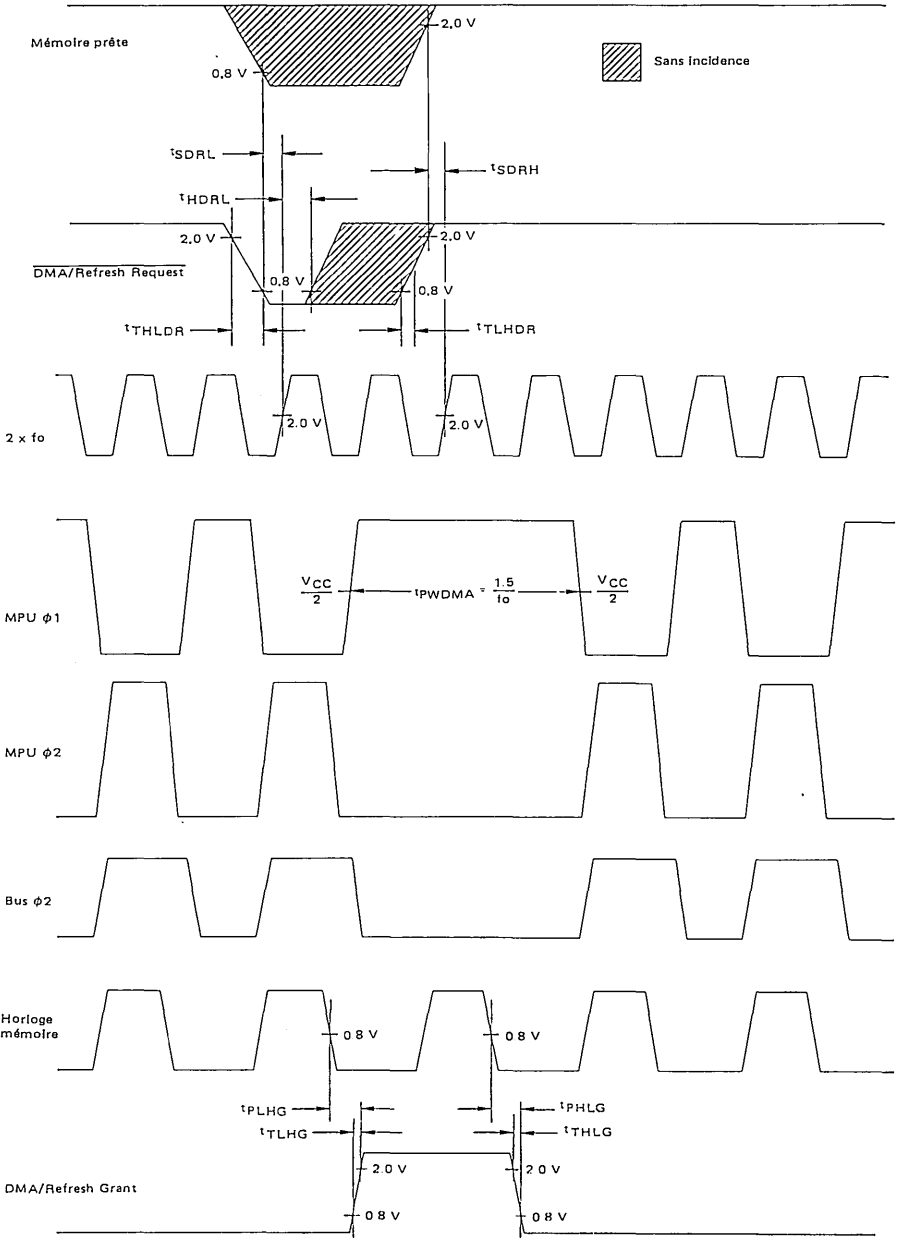 Mémoire prête
2.0 V
0.8 V
Sans incidence
tSDRL
tSDRH
tHDRL
2.0 V
2.0 V
DMA/Refresh Request
0.8 V
0.8 V
tTHLDR
tTLHDR
2 x fo
2.0 V
2.0 V
VCC
2
tPWDMA = 1.5
fo
VCC
2
MPU ϕ1
MPU ϕ2
Bus ϕ2
Horloge
mémoire
0 8 V
0 8 V
tPLHG
tPHLG
tTLHG
tTHLG
2.0 V
2 0 V
DMA/Refresh Grant
0 8 V
0 8 V